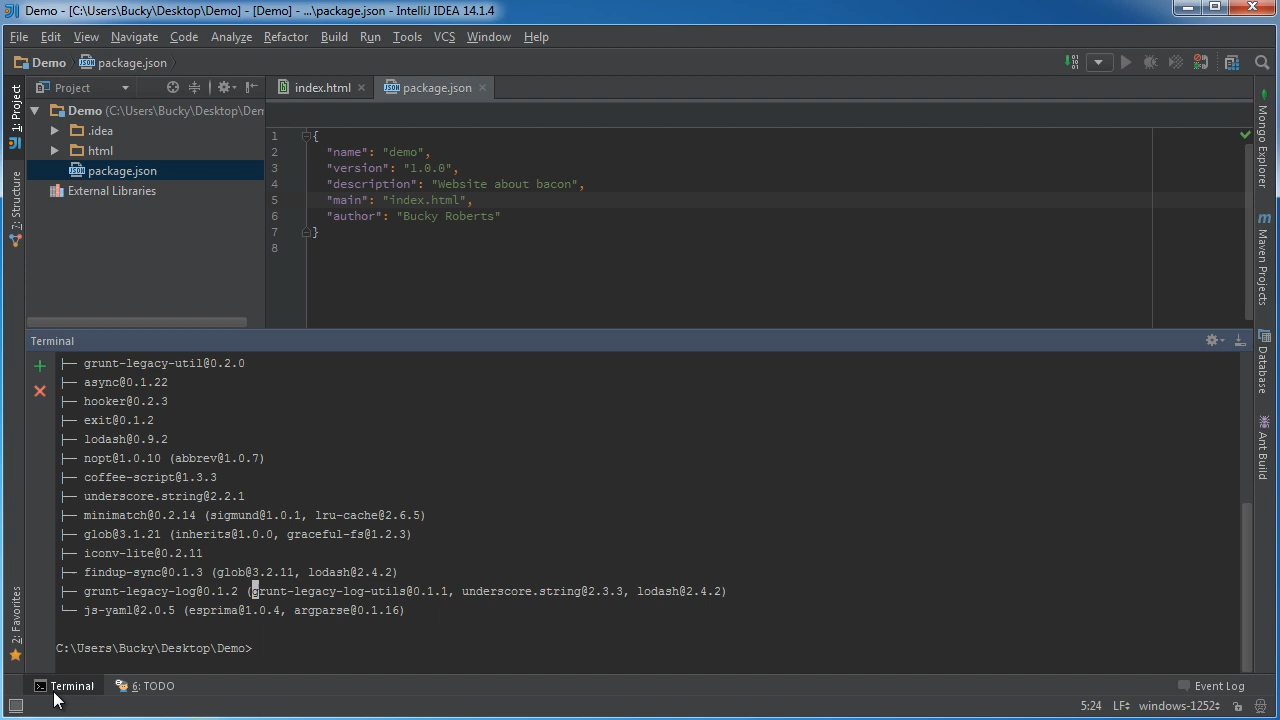 Demo - [C:\Users\Bucky\Desktop\Demo] - [Demo] - ...\package.json - IntelliJ IDEA 14.1.4
File Edit View Navigate Code Analyze Refactor Build Run Tools VCS Window Help
Demo package.json
Project
index.html
package.json
1: Project
7: Structure
2: Favorites
Demo (C:\Users\Bucky\Desktop\Dem
.idea
html
package.json
External Libraries
1 {
2 "name": "demo",
3 "version": "1.0.0",
4 "description": "Website about bacon",
5 "main": "index.html",
6 "author": "Bucky Roberts"
7 }
8
Mongo Explorer
Maven Projects
Database
Ant Build
Terminal
├── grunt-legacy-util@0.2.0
├── async@0.1.22
├── hooker@0.2.3
├── exit@0.1.2
├── lodash@0.9.2
├── nopt@1.0.10 (abbrev@1.0.7)
├── coffee-script@1.3.3
├── underscore.string@2.2.1
├── minimatch@0.2.14 (sigmund@1.0.1, lru-cache@2.6.5)
├── glob@3.1.21 (inherits@1.0.0, graceful-fs@1.2.3)
├── iconv-lite@0.2.11
├── findup-sync@0.1.3 (glob@3.2.11, lodash@2.4.2)
├── grunt-legacy-log@0.1.2 (grunt-legacy-log-utils@0.1.1, underscore.string@2.3.3, lodash@2.4.2)
└── js-yaml@2.0.5 (esprima@1.0.4, argparse@0.1.16)
C:\Users\Bucky\Desktop\Demo>
Terminal 6: TODO Event Log
5:24 LF windows-1252